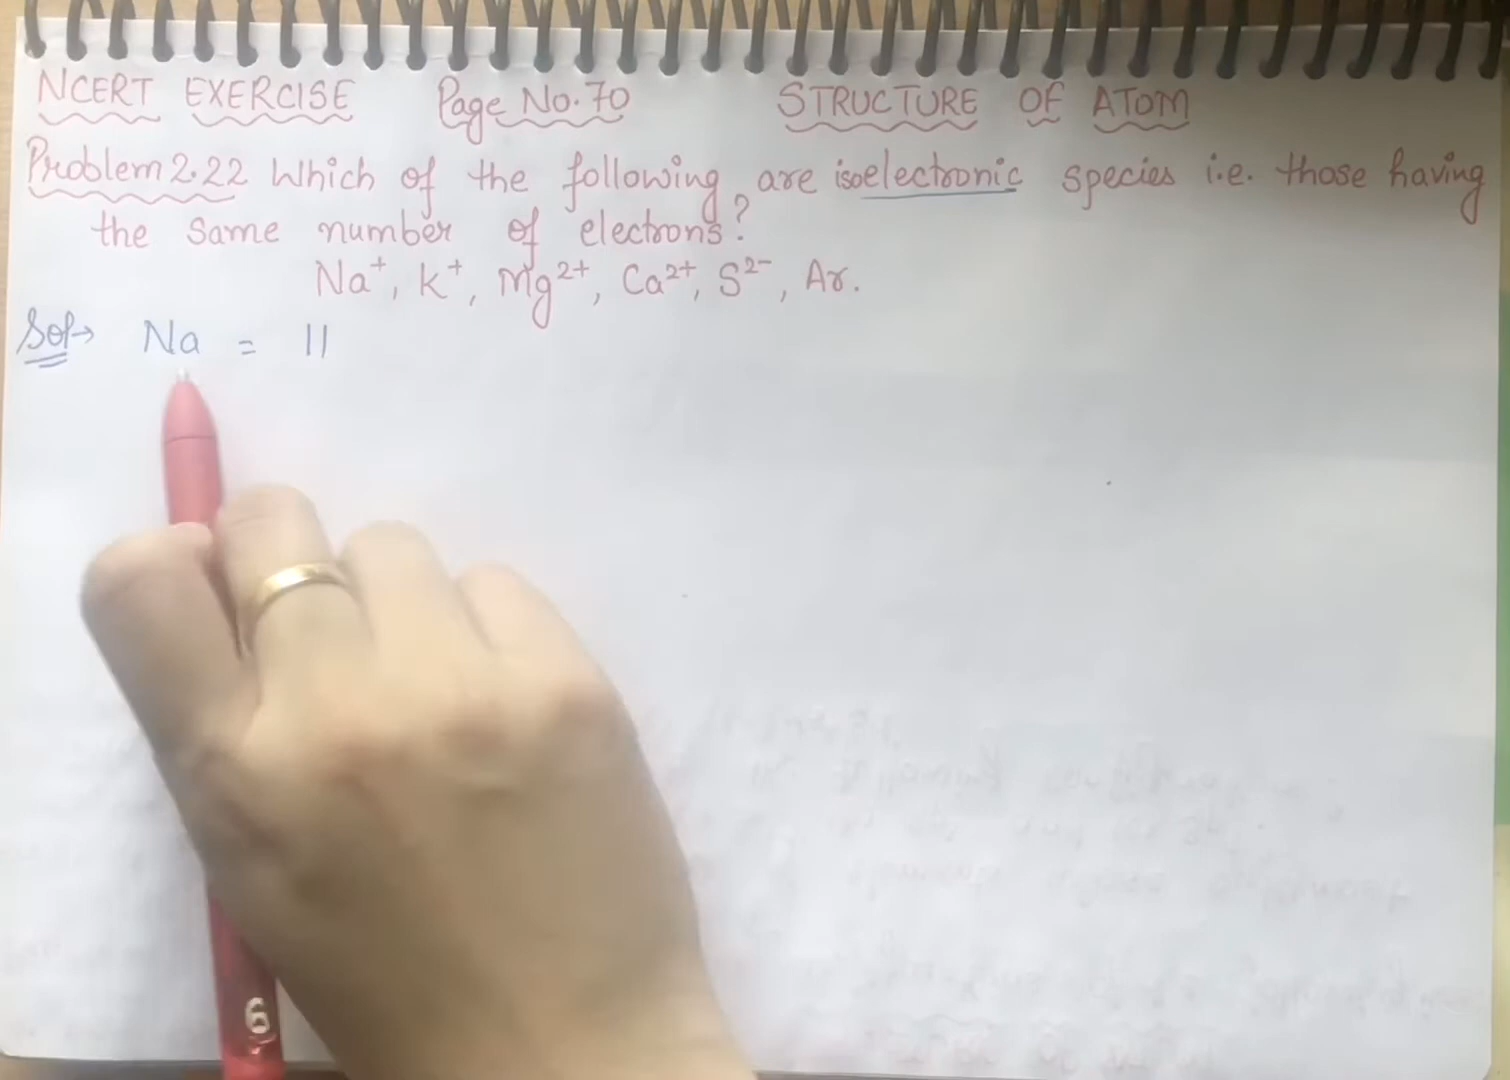 NCERT EXERCISE Page No. 70 STRUCTURE OF ATOM
Problem 2.22 Which of the following are isoelectronic species i.e. those having
the same number of electrons?
Na⁺, K⁺, Mg²⁺, Ca²⁺, S²⁻, Ar.
Sol→ Na = 11
6